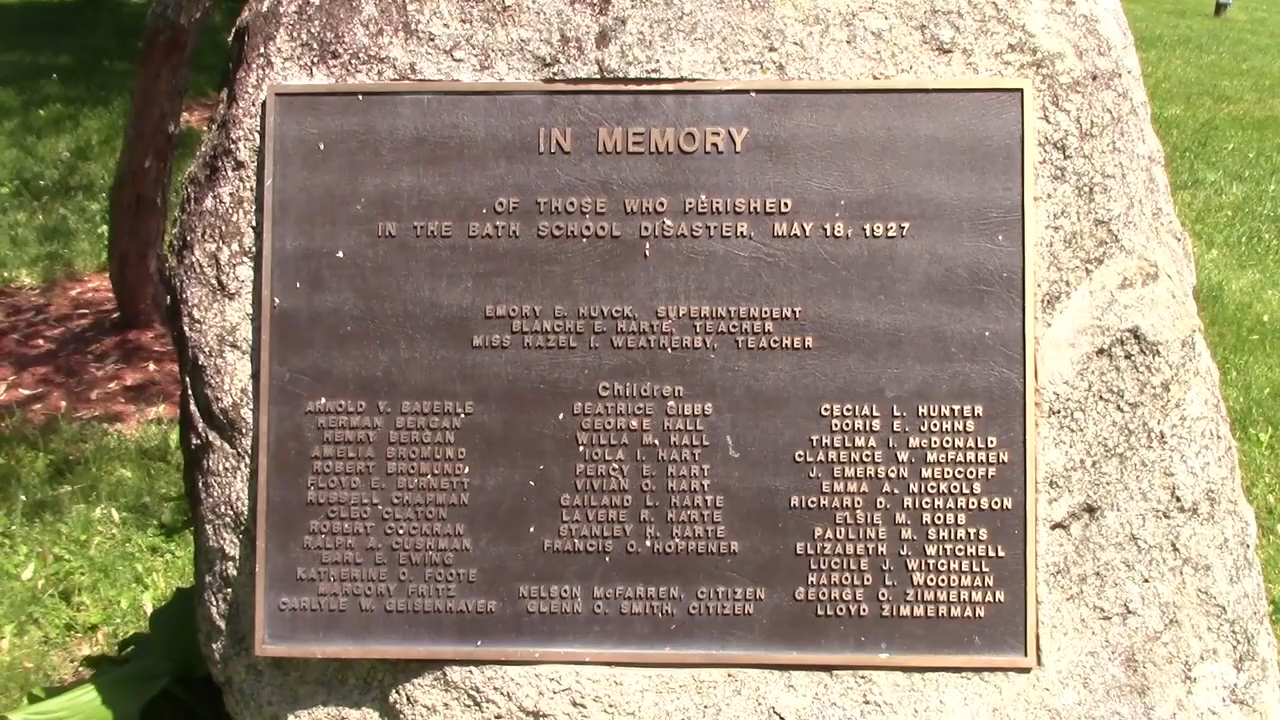 IN MEMORY
OF THOSE WHO PERISHED
IN THE BATH SCHOOL DISASTER, MAY 18, 1927
EMORY E. HUYCK, SUPERINTENDENT
BLANCHE E. HARTE, TEACHER
MISS HAZEL I. WEATHERBY, TEACHER
Children
ARNOLD V. BAUERLE
HERMAN BERGAN
HENRY BERGAN
AMELIA BROMUND
ROBERT BROMUND
FLOYD E. BURNETT
RUSSELL CHAPMAN
CLEO CLATON
ROBERT COCKRAN
RALPH A. CUSHMAN
EARL E. EWING
KATHERINE O. FOOTE
MARGORY FRITZ
CARLYLE W. GEISENHAVER
BEATRICE GIBBS
GEORGE HALL
WILLA M. HALL
IOLA I. HART
PERCY E. HART
VIVIAN O. HART
GAILAND L. HARTE
LAVERE R. HARTE
STANLEY H. HARTE
FRANCIS O. HOPPENER
NELSON McFARREN, CITIZEN
GLENN O. SMITH, CITIZEN
CECIAL L. HUNTER
DORIS E. JOHNS
THELMA I. McDONALD
CLARENCE W. McFARREN
J. EMERSON MEDCOFF
EMMA A. NICKOLS
RICHARD D. RICHARDSON
ELSIE M. ROBB
PAULINE M. SHIRTS
ELIZABETH J. WITCHELL
LUCILE J. WITCHELL
HAROLD L. WOODMAN
GEORGE O. ZIMMERMAN
LLOYD ZIMMERMAN